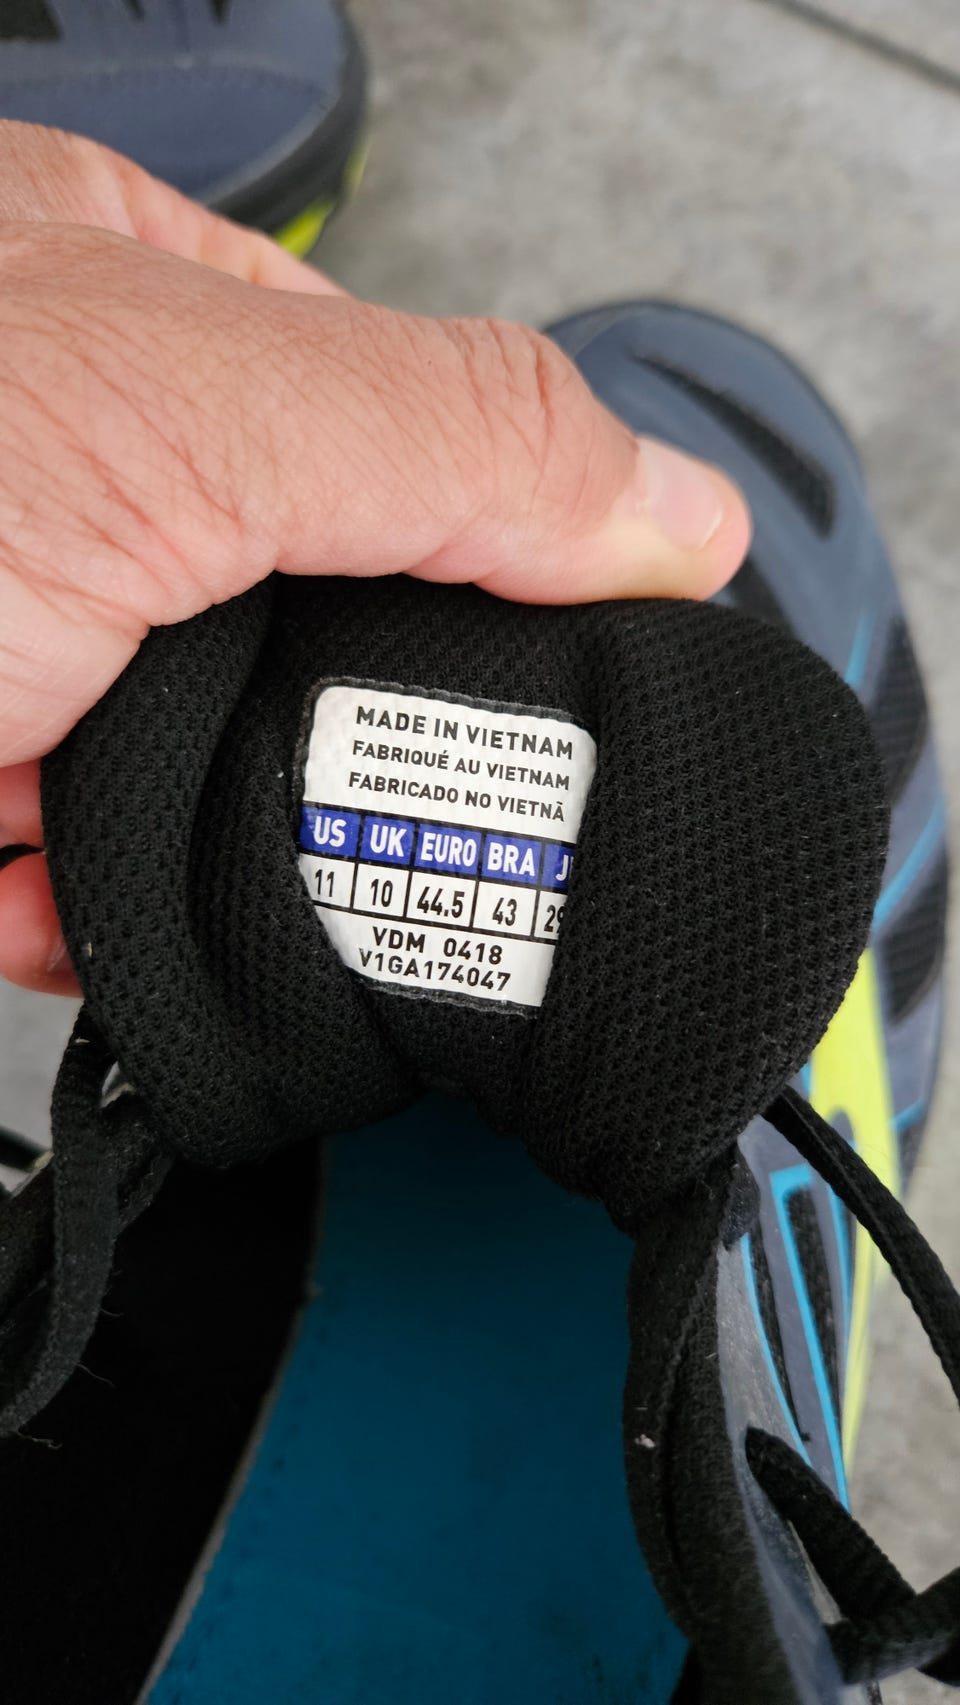 MADE IN VIETNAM
FABRIQUÉ AU VIETNAM
FABRICADO NO VIETNÃ
US UK EURO BRA
11 10 44.5 43
VDM 0418
V1GA174047